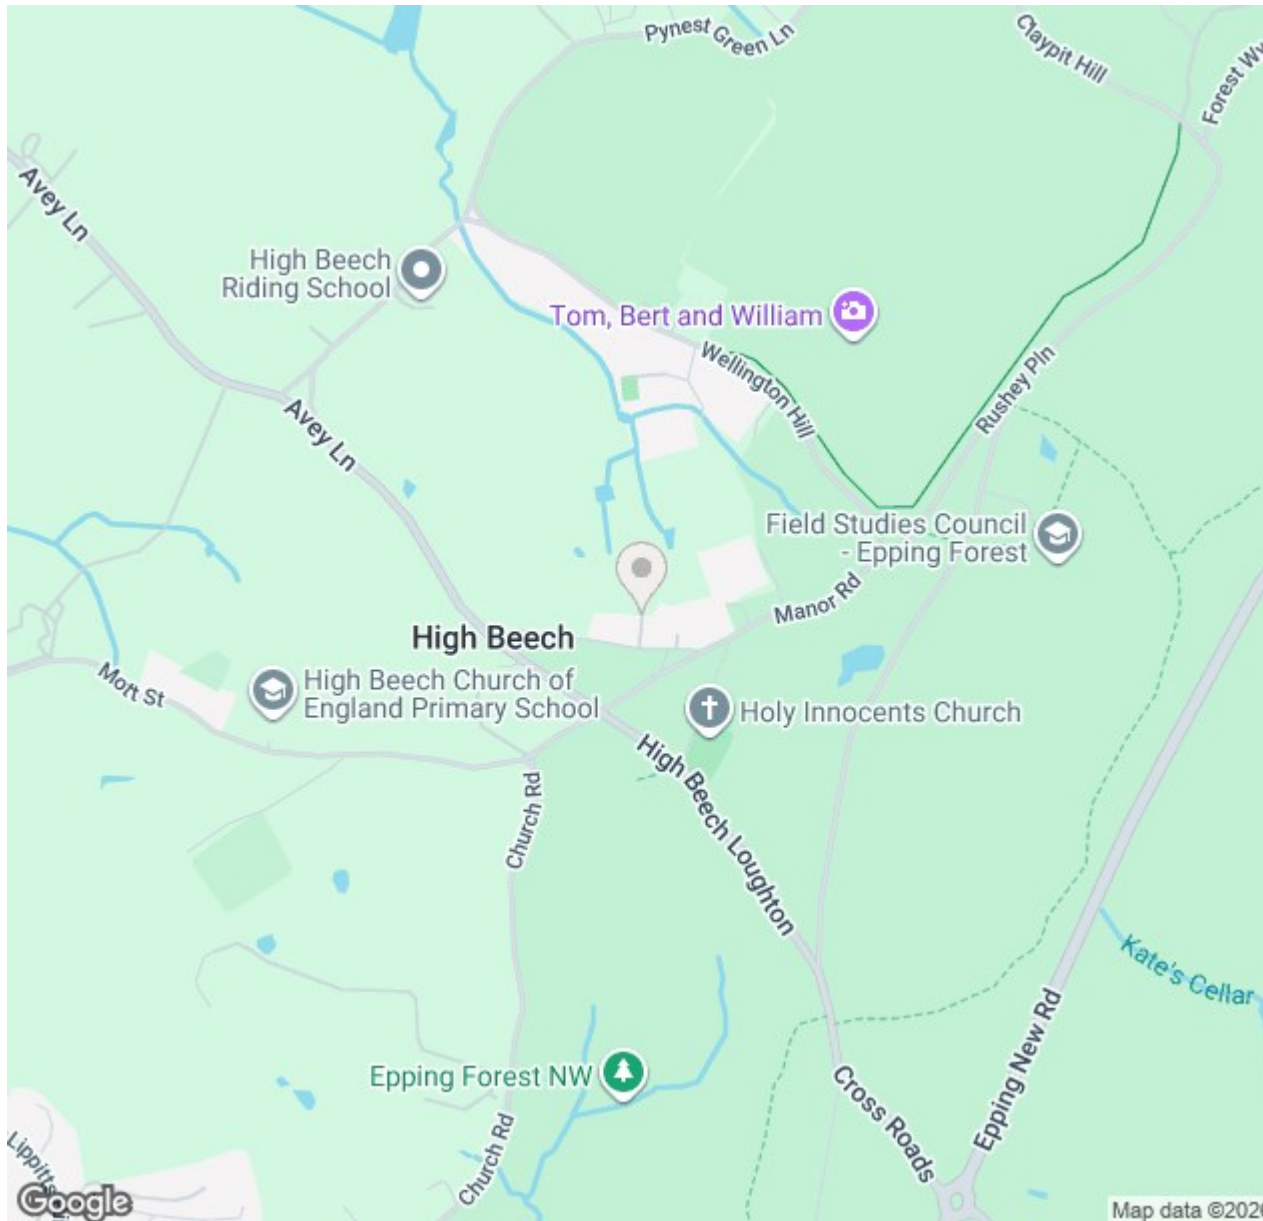 Pynest Green Ln
Claypit Hill
Forest Wy
Avey Ln
High Beech
Riding School
Tom, Bert and William
Wellington Hill
Rushey Pln
Avey Ln
Field Studies Council
- Epping Forest
Manor Rd
High Beech
Mott St
High Beech Church of
England Primary School
Holy Innocents Church
High Beech Loughton
Church Rd
Kate's Cellar
Epping New Rd
Epping Forest NW
Cross Roads
Church Rd
Lippitts
Google
Map data ©2026